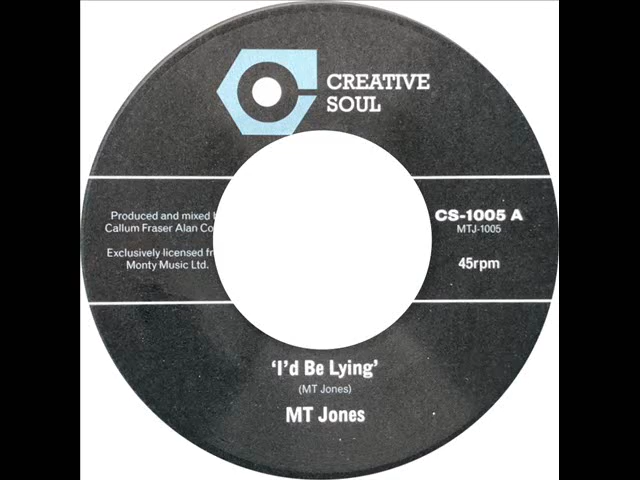 CREATIVE
SOUL
Produced and mixed
Callum Fraser Alan
Exclusively licensed
Monty Music Ltd.
CS-1005 A
MTJ-1005
45rpm
'I'd Be Lying'
(MT Jones)
MT Jones